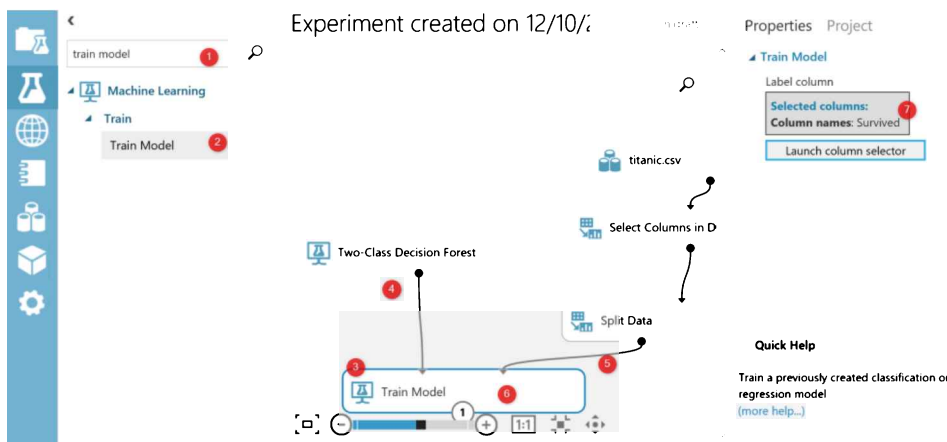 <
Experiment created on 12/10/2
Properties Project
train model
1
Train Model
Label column
Machine Learning
Selected columns:
7
Column names: Survived
Train
Train Model
2
Launch column selector
titanic.csv
Select Columns in D
Two-Class Decision Forest
4
Split Data
Quick Help
3
5
Train Model
6
Train a previously created classification or
regression model
1
1:1
(more help...)